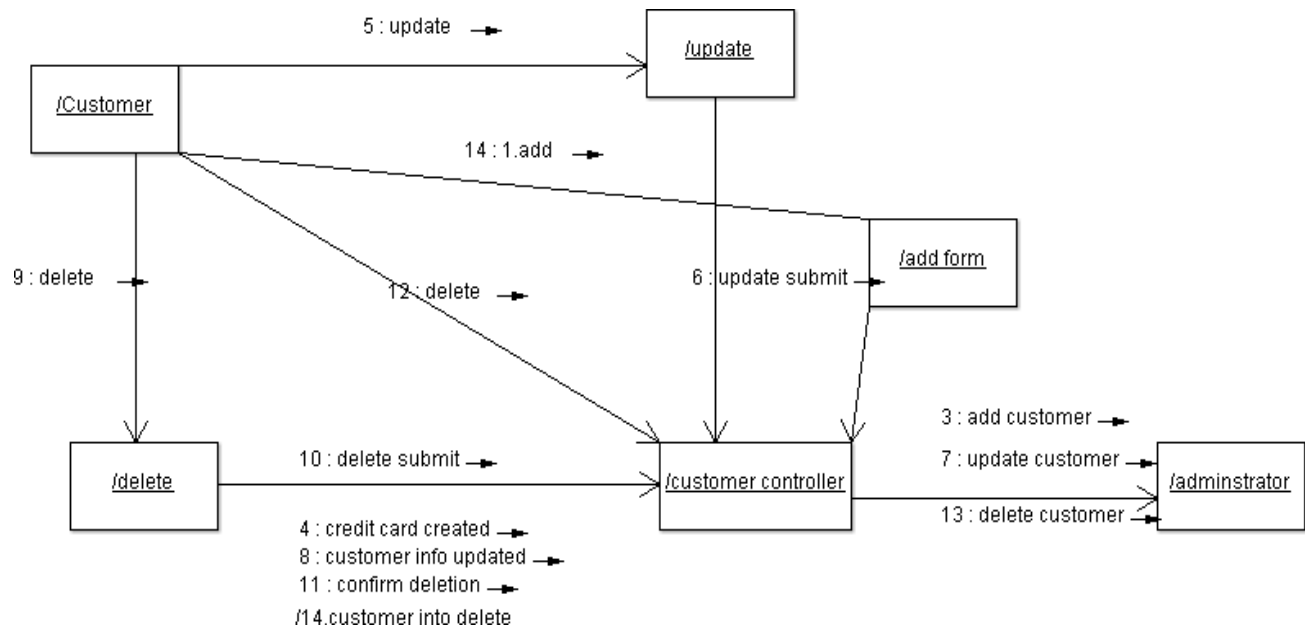 5 : update
/update
/Customer
14 : 1.add
/add form
9 : delete
12 : delete
6 : update submit
3 : add customer
10 : delete submit
7 : update customer
/delete
/customer controller
/adminstrator
13 : delete customer
4 : credit card created
8 : customer info updated
11 : confirm deletion
/14.customer into delete